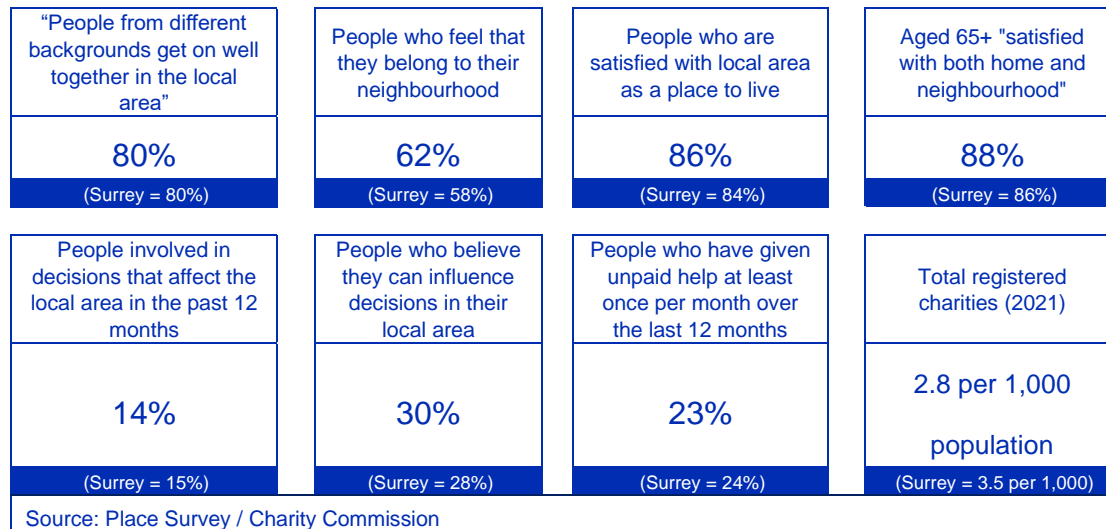 “People from different
backgrounds get on well
together in the local
area”
80%
(Surrey = 80%)
People who feel that
they belong to their
neighbourhood
62%
(Surrey = 58%)
People who are
satisfied with local area
as a place to live
86%
(Surrey = 84%)
Aged 65+ "satisfied
with both home and
neighbourhood"
88%
(Surrey = 86%)
People involved in
decisions that affect the
local area in the past 12
months
14%
(Surrey = 15%)
People who believe
they can influence
decisions in their
local area
30%
(Surrey = 28%)
People who have given
unpaid help at least
once per month over
the last 12 months
23%
(Surrey = 24%)
Total registered
charities (2021)
2.8 per 1,000
population
(Surrey = 3.5 per 1,000)
Source: Place Survey / Charity Commission